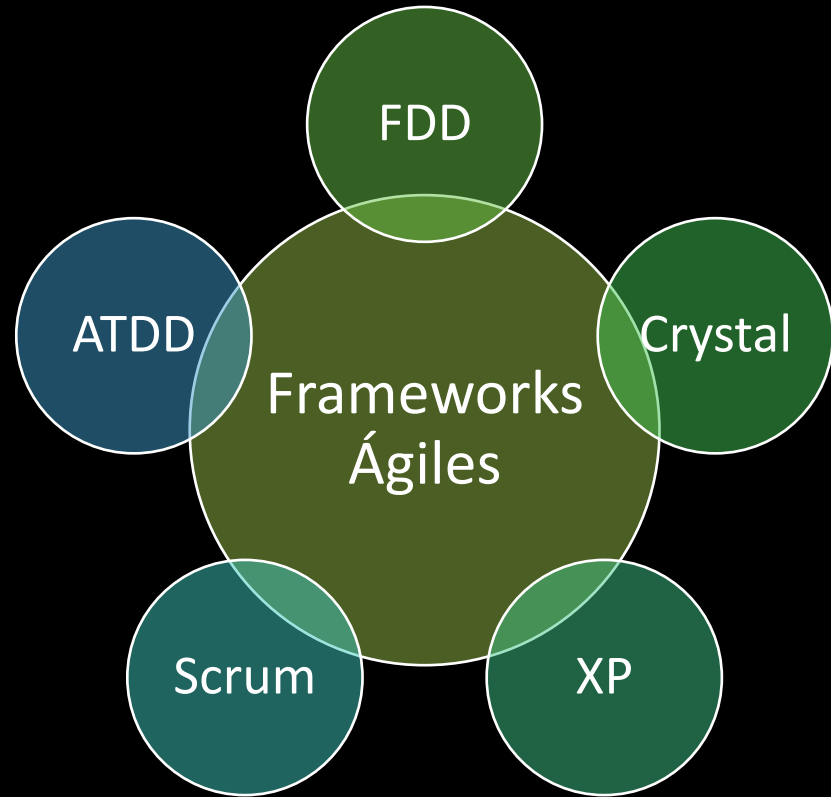 FDD
ATDD
Crystal
Frameworks
Ágiles
Scrum
XP